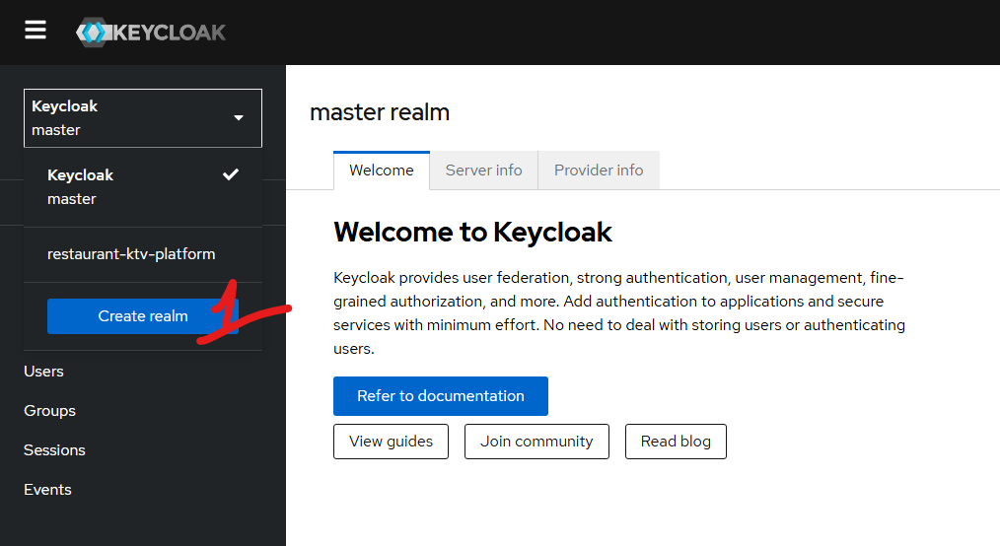 KEYCLOAK
Keycloak
master
Keycloak
master
restaurant-ktv-platform
Create realm
1
Users
Groups
Sessions
Events
master realm
Welcome
Server info
Provider info
Welcome to Keycloak
Keycloak provides user federation, strong authentication, user management, fine-
grained authorization, and more. Add authentication to applications and secure
services with minimum effort. No need to deal with storing users or authenticating
users.
Refer to documentation
View guides
Join community
Read blog